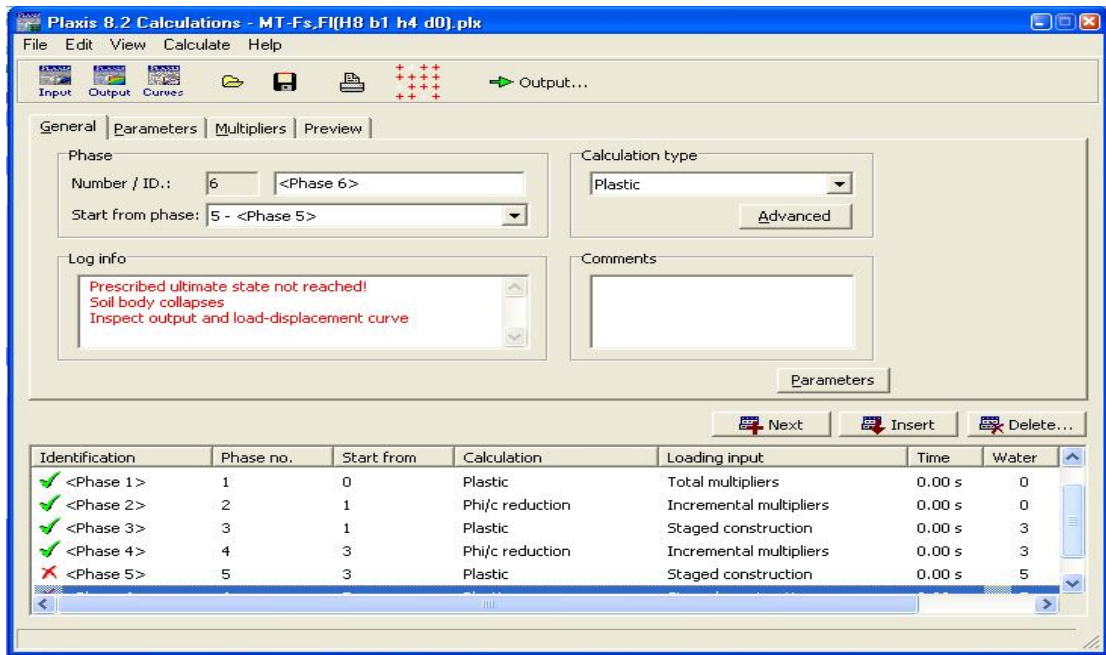 Plaxis 8.2 Calculations - MT-Fs,FI(H8 b1 h4 d0).plx
File Edit View Calculate Help
Input Output Curves Output...
General Parameters Multipliers Preview
Phase
Number / ID.: 6 <Phase 6>
Start from phase: 5 - <Phase 5>
Calculation type
Plastic
Advanced
Log info
Prescribed ultimate state not reached!
Soil body collapses
Inspect output and load-displacement curve
Comments
Parameters
Next Insert Delete...
Identification Phase no. Start from Calculation Loading input Time Water
<Phase 1> 1 0 Plastic Total multipliers 0.00 s 0
<Phase 2> 2 1 Phi/c reduction Incremental multipliers 0.00 s 0
<Phase 3> 3 1 Plastic Staged construction 0.00 s 3
<Phase 4> 4 3 Phi/c reduction Incremental multipliers 0.00 s 3
<Phase 5> 5 3 Plastic Staged construction 0.00 s 5